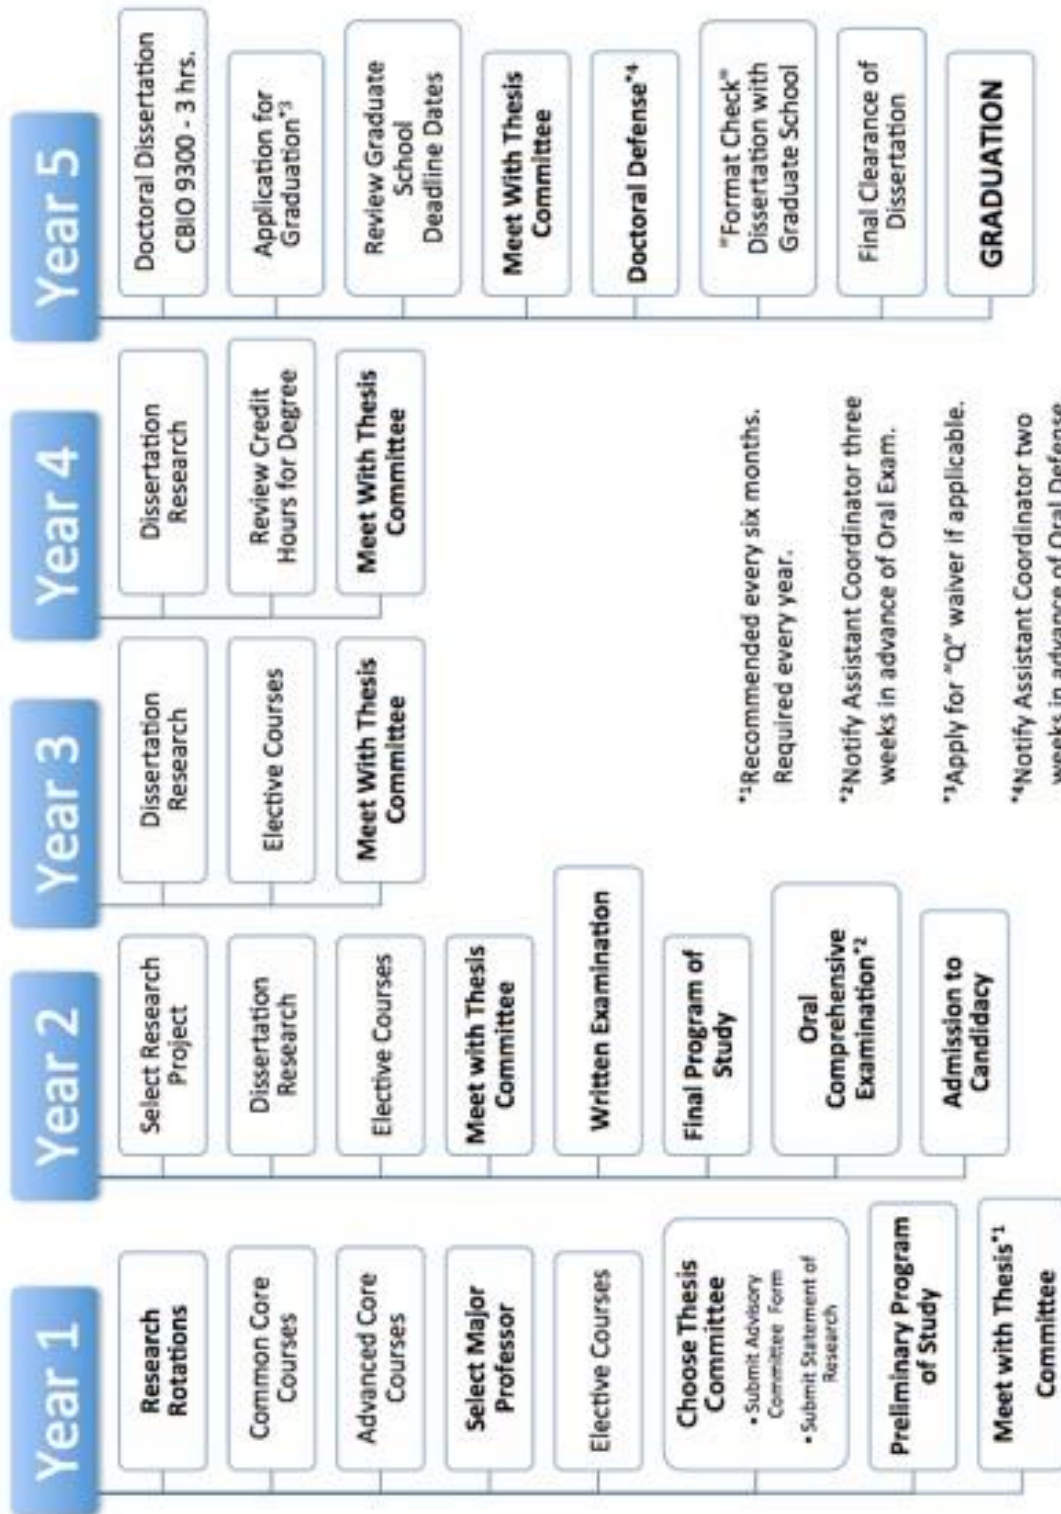 Year 1
Research
Rotations
Common Core
Courses
Advanced Core
Courses
Select Major
Professor
Elective Courses
Choose Thesis
Committee
• Submit Advisory
Committee Form
• Submit Statement of
Research
Preliminary Program
of Study
Meet with Thesis*1
Committee
Year 2
Select Research
Project
Dissertation
Research
Elective Courses
Meet with Thesis
Committee
Written Examination
Final Program of
Study
Oral
Comprehensive
Examination*2
Admission to
Candidacy
Year 3
Dissertation
Research
Elective Courses
Meet With Thesis
Committee
Year 4
Dissertation
Research
Review Credit
Hours for Degree
Meet With Thesis
Committee
Year 5
Doctoral Dissertation
CBIO 9300 - 3 hrs.
Application for
Graduation*3
Review Graduate
School
Deadline Dates
Meet With Thesis
Committee
Doctoral Defense*4
"Format Check"
Dissertation with
Graduate School
Final Clearance of
Dissertation
GRADUATION
*1Recommended every six months.
Required every year.
*2Notify Assistant Coordinator three
weeks in advance of Oral Exam.
*3Apply for "Q" waiver if applicable.
*4Notify Assistant Coordinator two
weeks in advance of Oral Defense